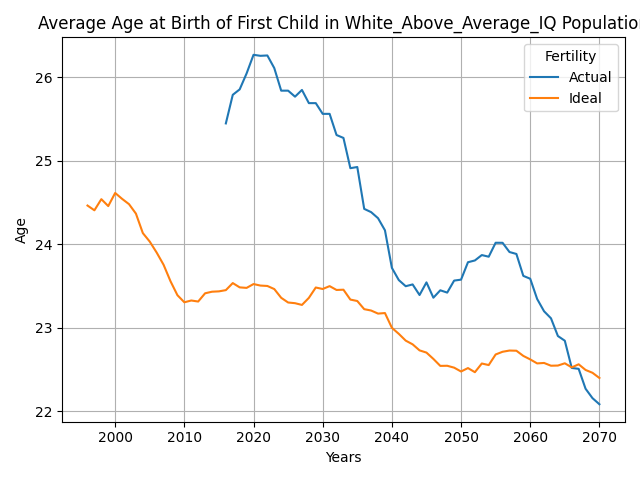 Average Age at Birth of First Child in White_Above_Average_IQ Population
Fertility
Actual
Ideal
26
25
24
23
22
Age
2000 2010 2020 2030 2040 2050 2060 2070
Years